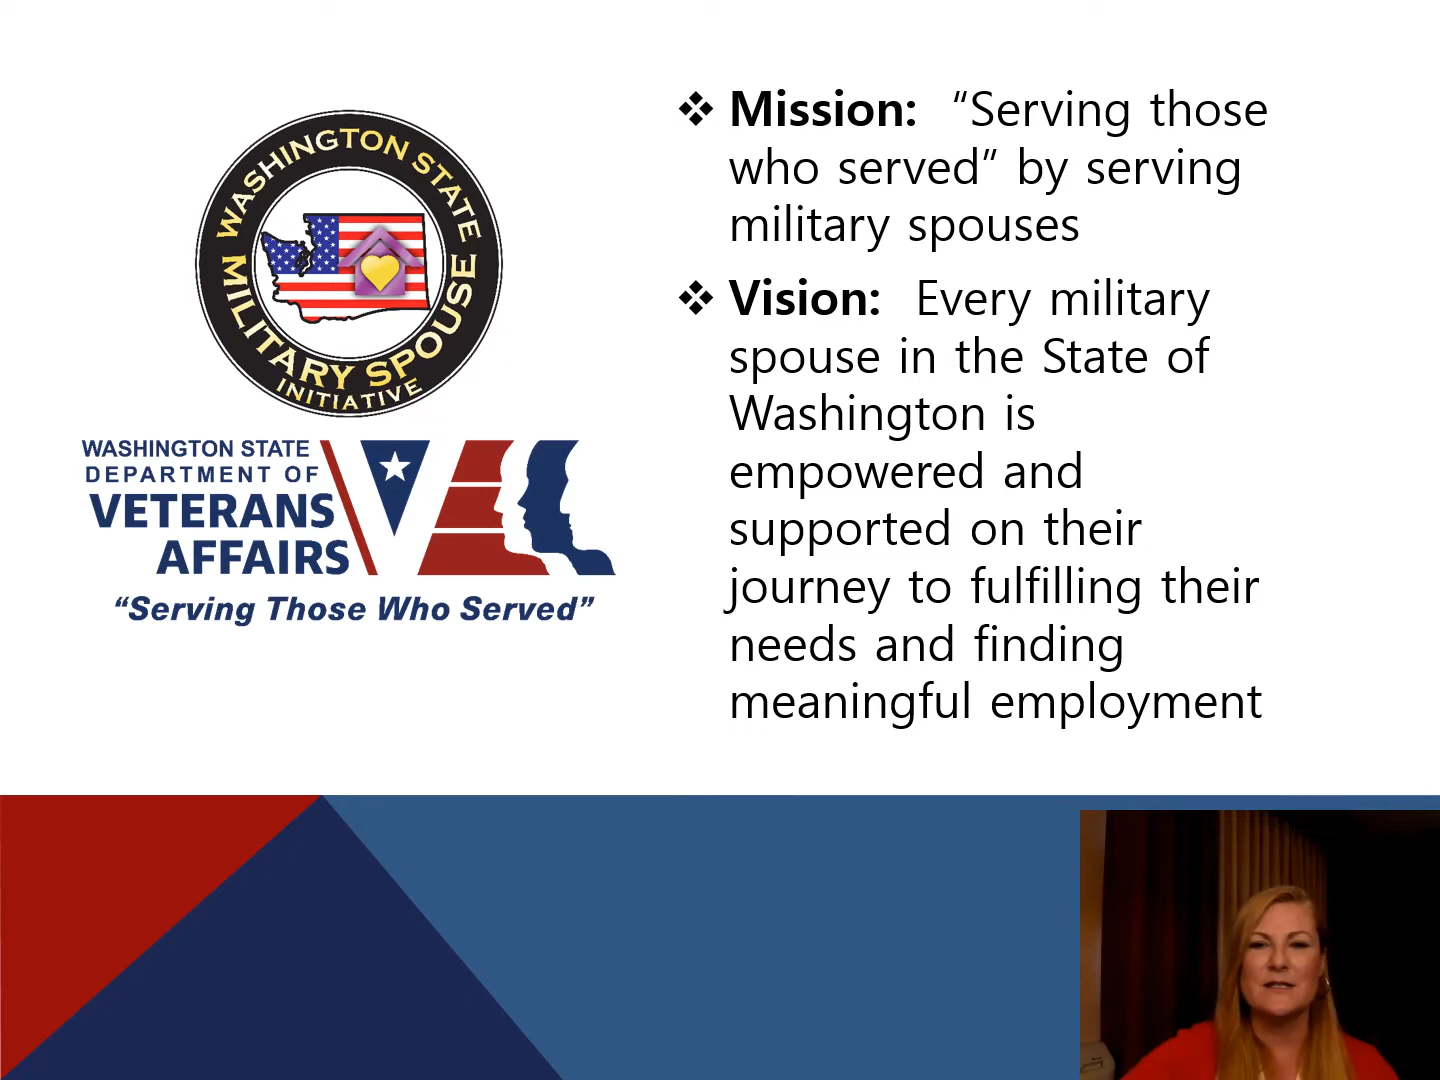 WASHINGTON STATE
MILITARY SPOUSE
INITIATIVE
WASHINGTON STATE
DEPARTMENT OF
VETERANS
AFFAIRS
“Serving Those Who Served”
❖ Mission: “Serving those
who served” by serving
military spouses
❖ Vision: Every military
spouse in the State of
Washington is
empowered and
supported on their
journey to fulfilling their
needs and finding
meaningful employment